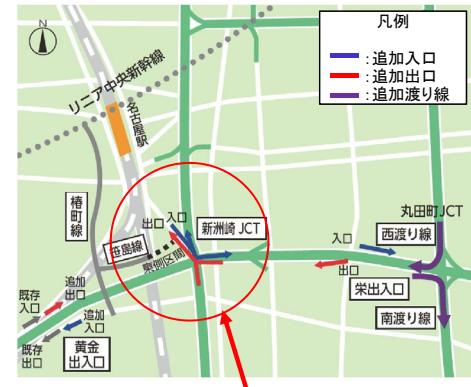 凡例
:追加入口
:追加出口
:追加渡り線
N
リニア中央新幹線
名古屋駅
椿町線
笹島線
東側区間
出口
入口
新洲崎 JCT
丸田町JCT
西渡り線
入口
出口
栄出入口
南渡り線
既存
入口
追加
出口
追加
入口
既存
出口
黄金
出入口